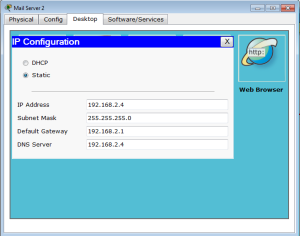 Mail Server 2
Physical Config Desktop Software/Services
IP Configuration X
DHCP
Static
http:
IP Address 192.168.2.4
Subnet Mask 255.255.255.0
Default Gateway 192.168.2.1
DNS Server 192.168.2.4
Web Browser